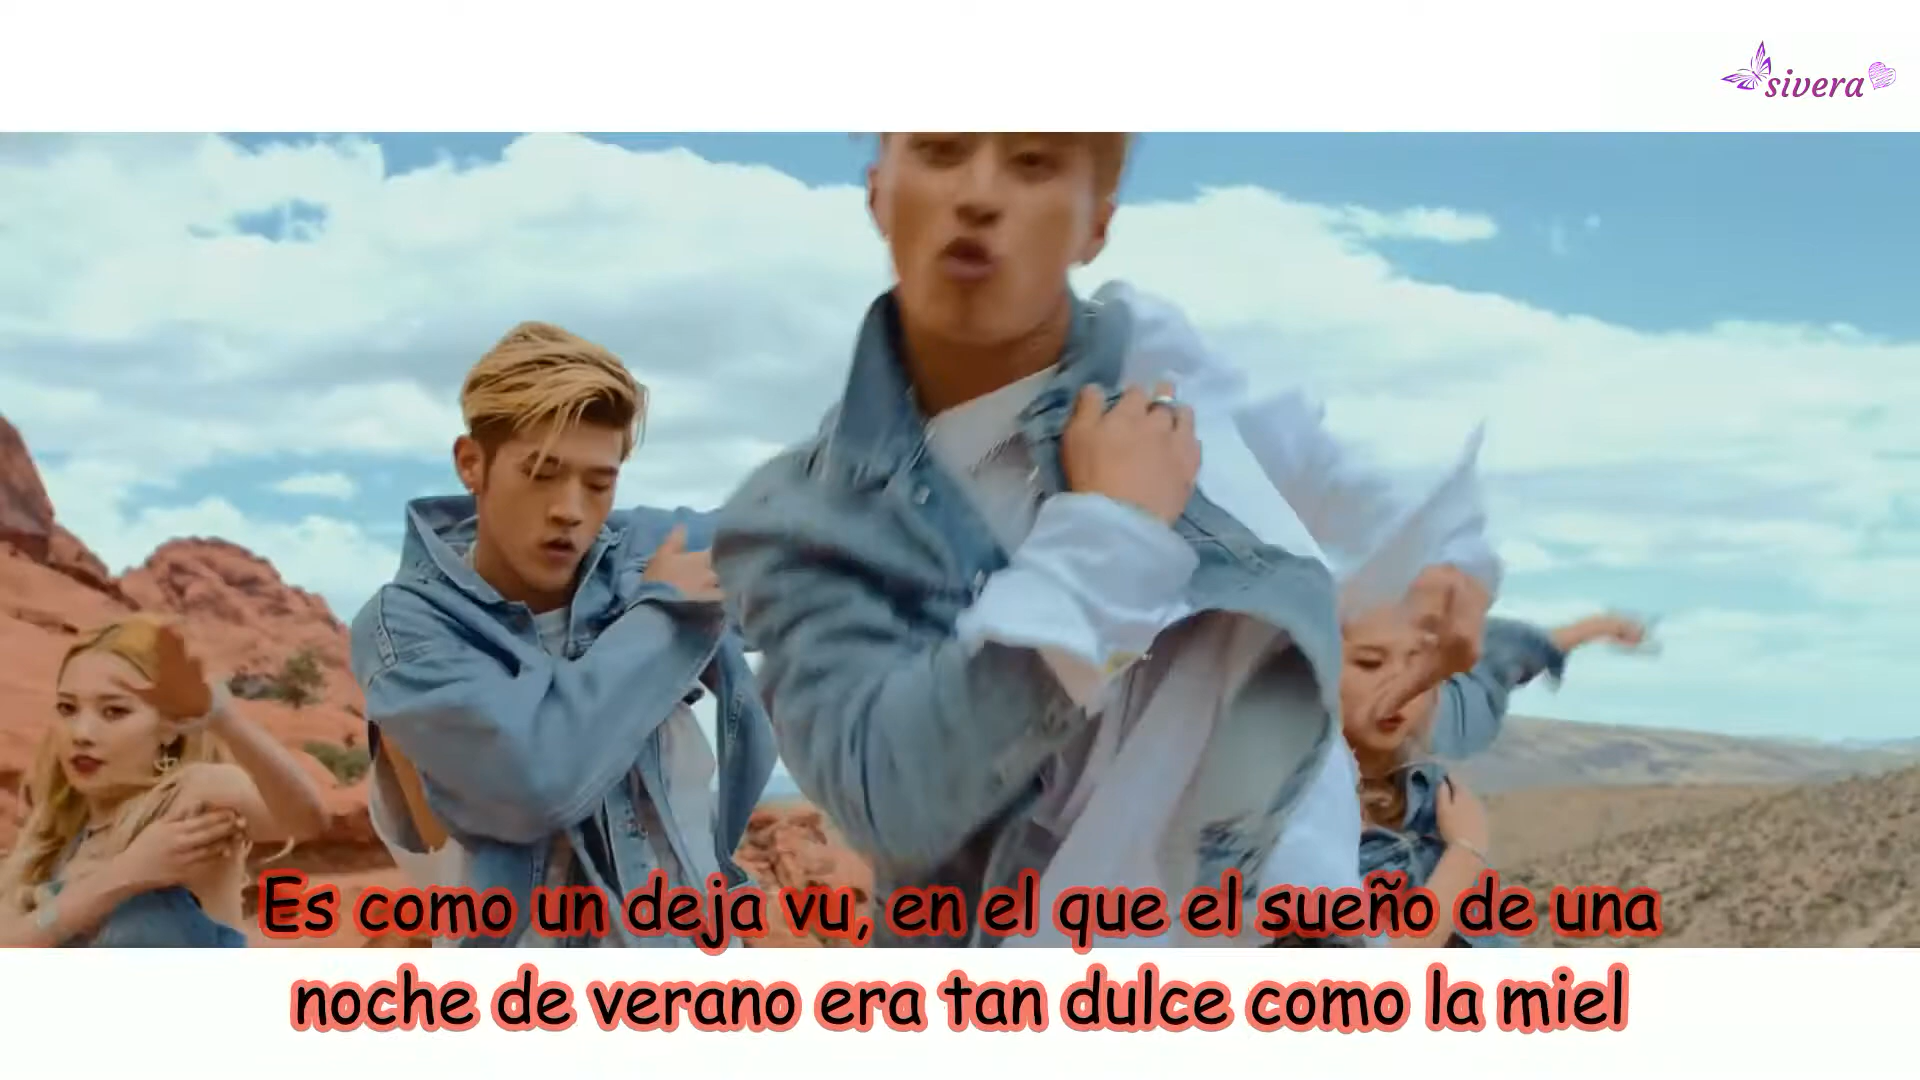 sivera
Es como un deja vu, en el que el sueño de una
noche de verano era tan dulce como la miel